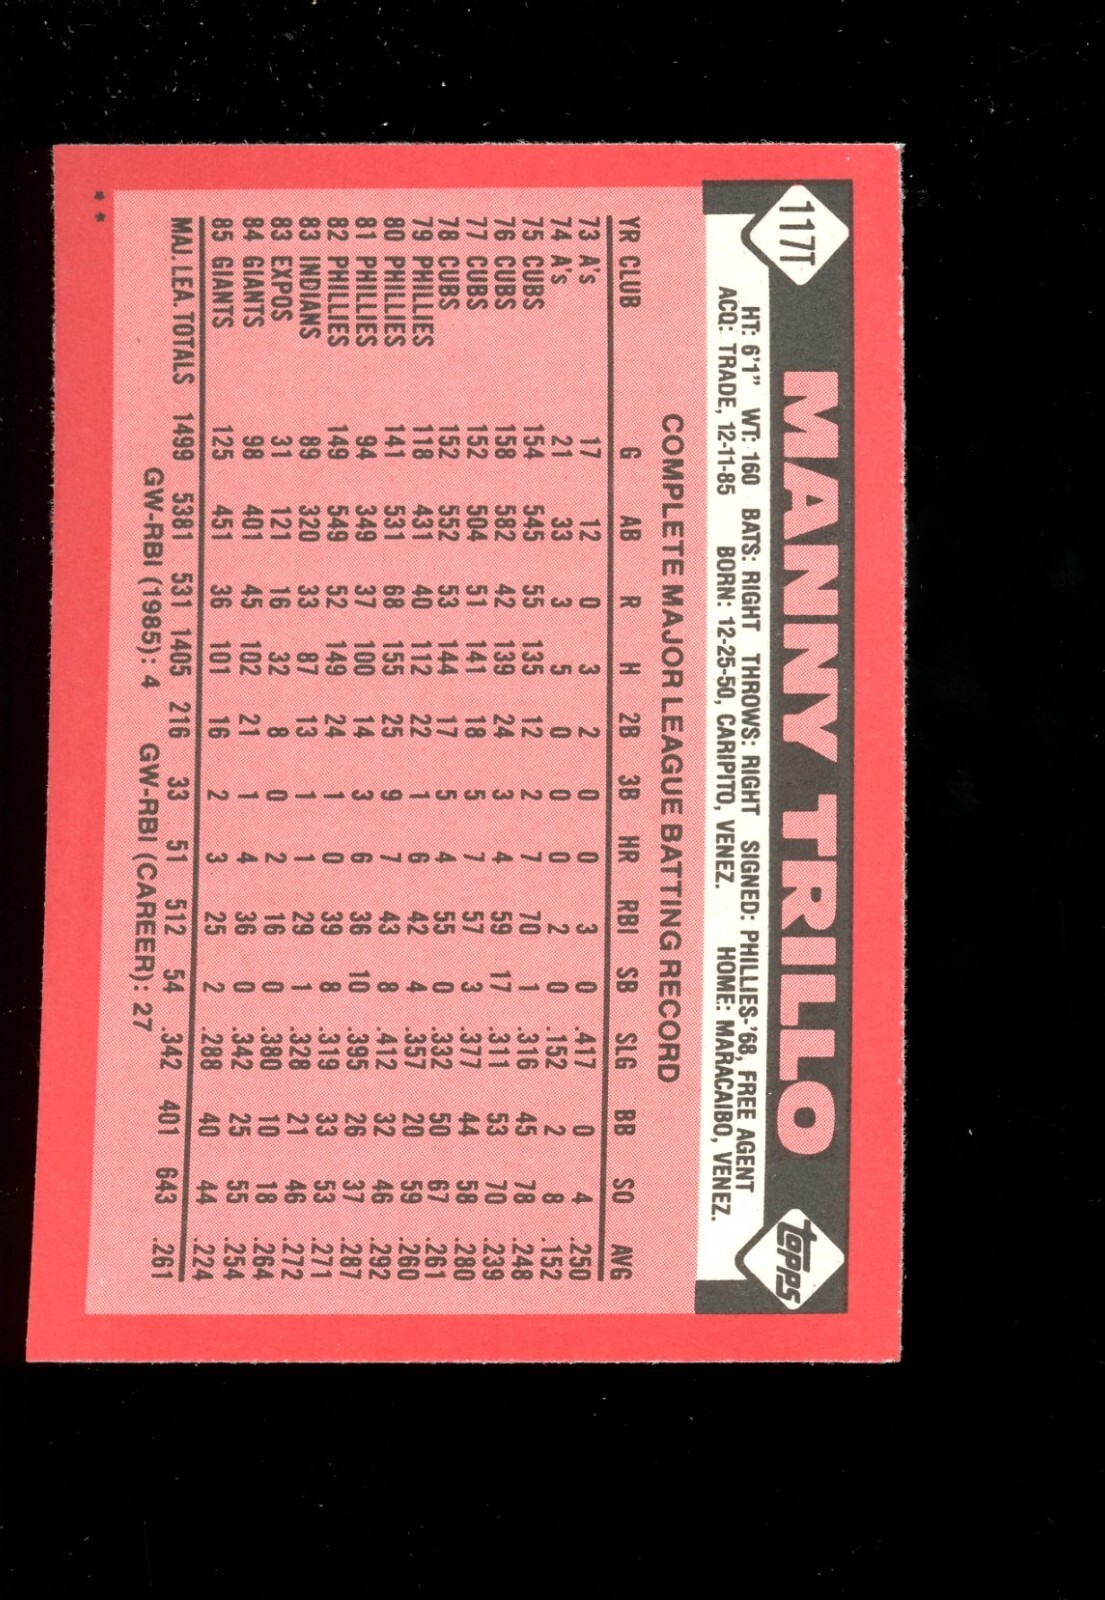 117T MANNY TRILLO topps
HT: 6'1" WT: 160 BATS: RIGHT THROWS: RIGHT SIGNED: PHILLIES-'68, FREE AGENT
ACQ: TRADE, 12-11-85 BORN: 12-25-50, CARIPITO, VENEZ. HOME: MARACAIBO, VENEZ.
COMPLETE MAJOR LEAGUE BATTING RECORD
YR CLUB G AB R H 2B 3B HR RBI SB SLG BB SO AVG
73 A's 17 12 0 3 2 0 0 3 0 .417 0 4 .250
74 A's 21 33 3 5 0 0 0 2 0 .152 2 8 .152
75 CUBS 154 545 55 135 12 2 7 70 1 .316 45 78 .248
76 CUBS 158 582 42 139 24 3 4 59 17 .311 53 70 .239
77 CUBS 152 504 51 141 18 5 7 57 3 .377 44 58 .280
78 CUBS 152 552 53 144 17 5 4 55 0 .332 50 67 .261
79 PHILLIES 118 431 40 112 22 1 6 42 4 .357 20 59 .260
80 PHILLIES 141 531 68 155 25 9 7 43 8 .412 32 46 .292
81 PHILLIES 94 349 37 100 14 3 6 36 10 .395 26 37 .287
82 PHILLIES 149 549 52 149 24 1 0 39 8 .319 33 53 .271
83 INDIANS 89 320 33 87 13 1 1 29 1 .328 21 46 .272
83 EXPOS 31 121 16 32 8 0 2 16 0 .380 10 18 .264
84 GIANTS 98 401 45 102 21 1 4 36 0 .342 25 55 .254
85 GIANTS 125 451 36 101 16 2 3 25 2 .288 40 44 .224
MAJ. LEA. TOTALS 1499 5381 531 1405 216 33 51 512 54 .342 401 643 .261
GW-RBI (1985): 4 GW-RBI (CAREER): 27
**